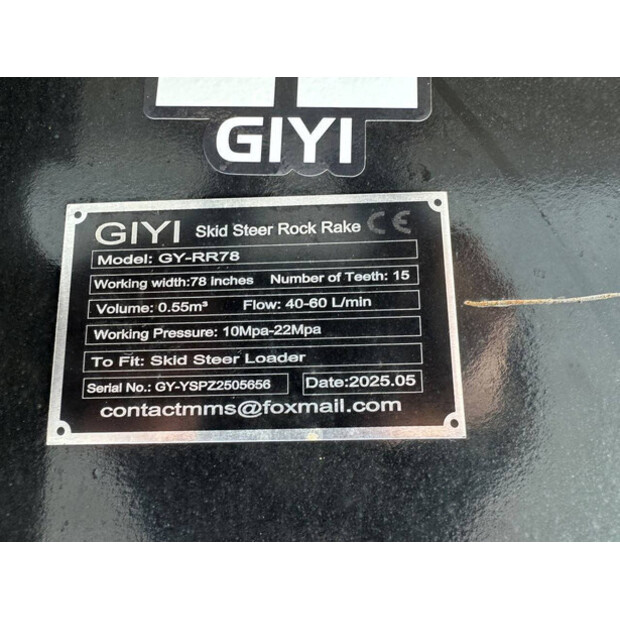 GIYI
GIYI Skid Steer Rock Rake CE
Model: GY-RR78
Working width:78 inches Number of Teeth: 15
Volume: 0.55m³ Flow: 40-60 L/min
Working Pressure: 10Mpa-22Mpa
To Fit: Skid Steer Loader
Serial No.: GY-YSPZ2505656 Date:2025.05
contactmms@foxmail.com